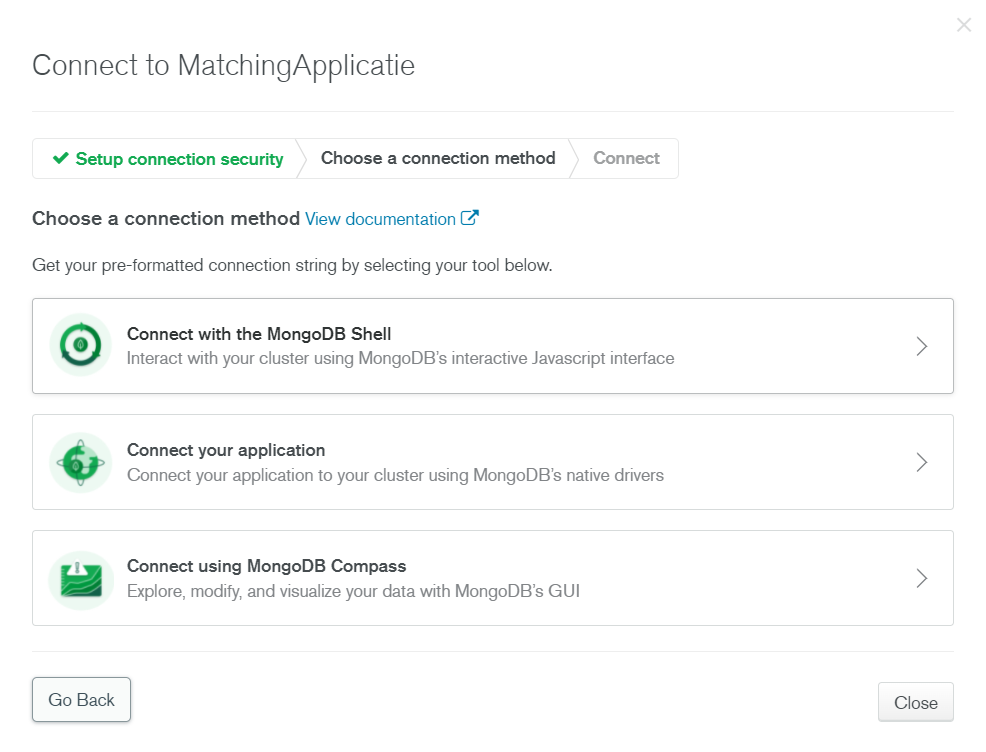 Connect to MatchingApplicatie
Setup connection security
Choose a connection method
Connect
Choose a connection method View documentation
Get your pre-formatted connection string by selecting your tool below.
Connect with the MongoDB Shell
Interact with your cluster using MongoDB's interactive Javascript interface
Connect your application
Connect your application to your cluster using MongoDB's native drivers
Connect using MongoDB Compass
Explore, modify, and visualize your data with MongoDB's GUI
Go Back
Close